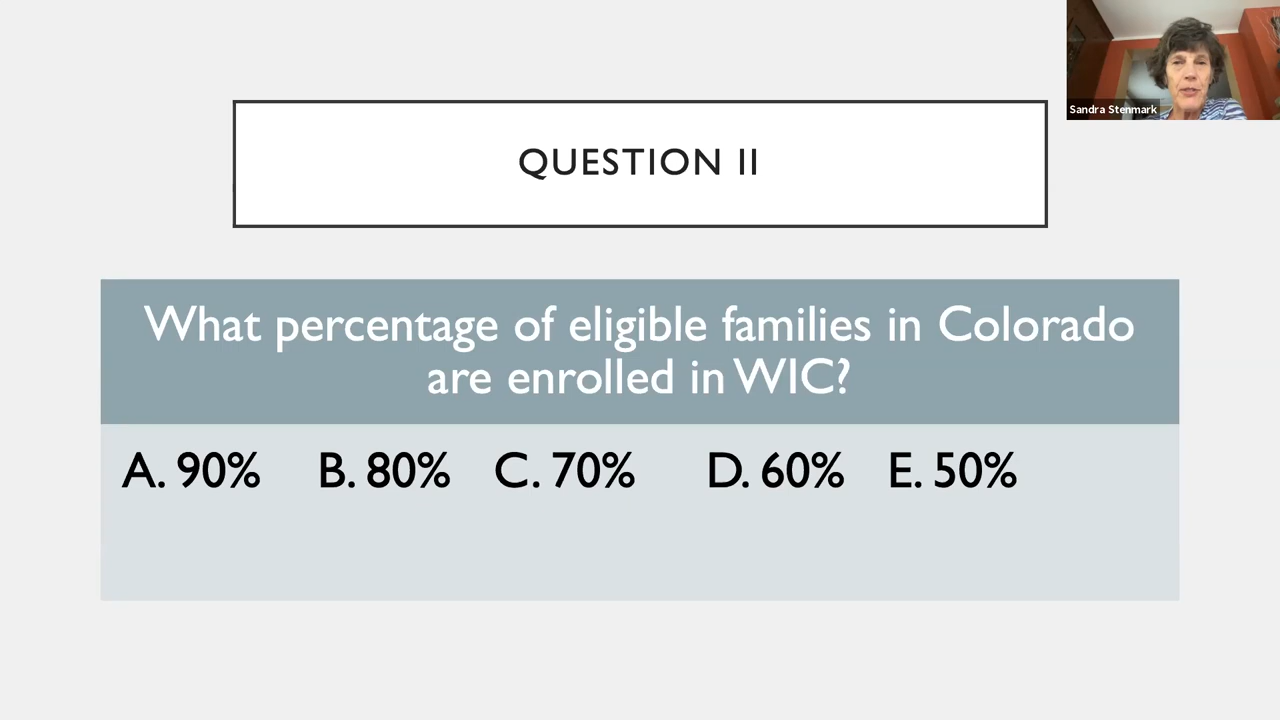 Sandra Stenmark
QUESTION II
What percentage of eligible families in Colorado
are enrolled in WIC?
A. 90% B. 80% C. 70% D. 60% E. 50%